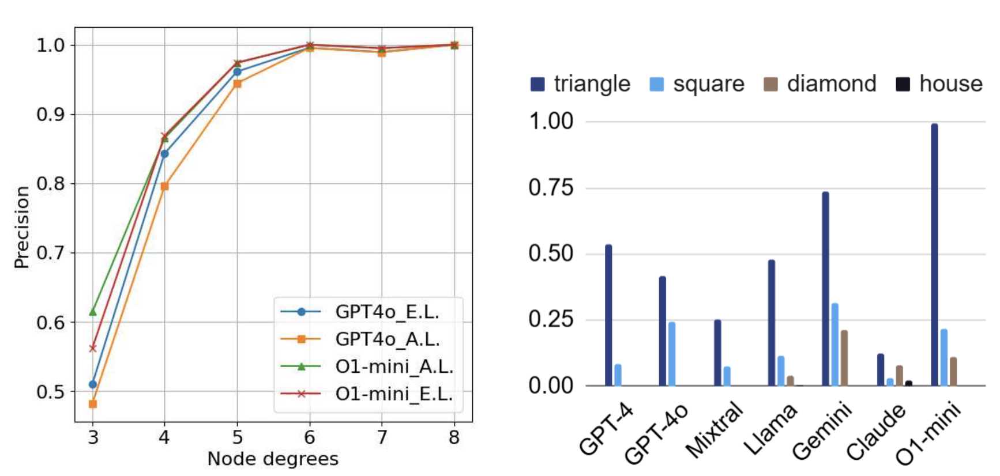 1.0
0.9
0.8
0.7
0.6
0.5
Precision
3 4 5 6 7 8
Node degrees
GPT4o_E.L.
GPT4o_A.L.
O1-mini_A.L.
O1-mini_E.L.
triangle square diamond house
1.00
0.75
0.50
0.25
0.00
GPT-4
GPT-4o
Mixtral
Llama
Gemini
Claude
O1-mini